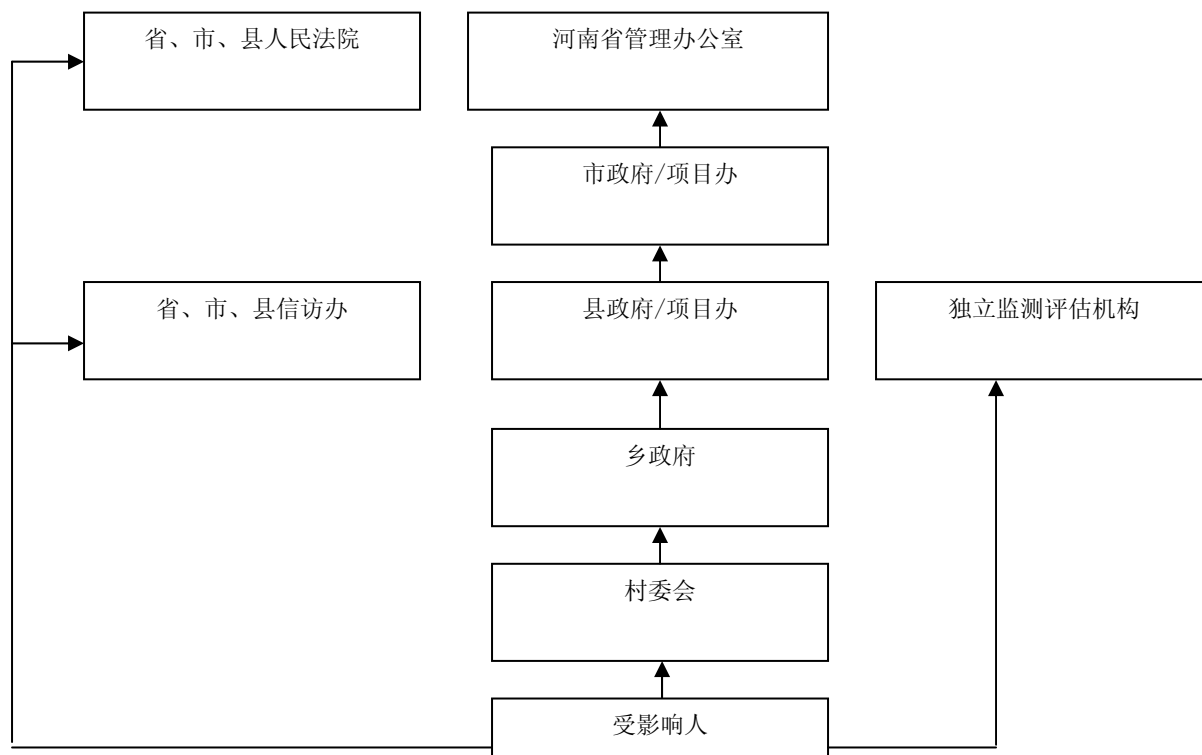 省、市、县人民法院
河南省管理办公室
市政府/项目办
省、市、县信访办
县政府/项目办
独立监测评估机构
乡政府
村委会
受影响人